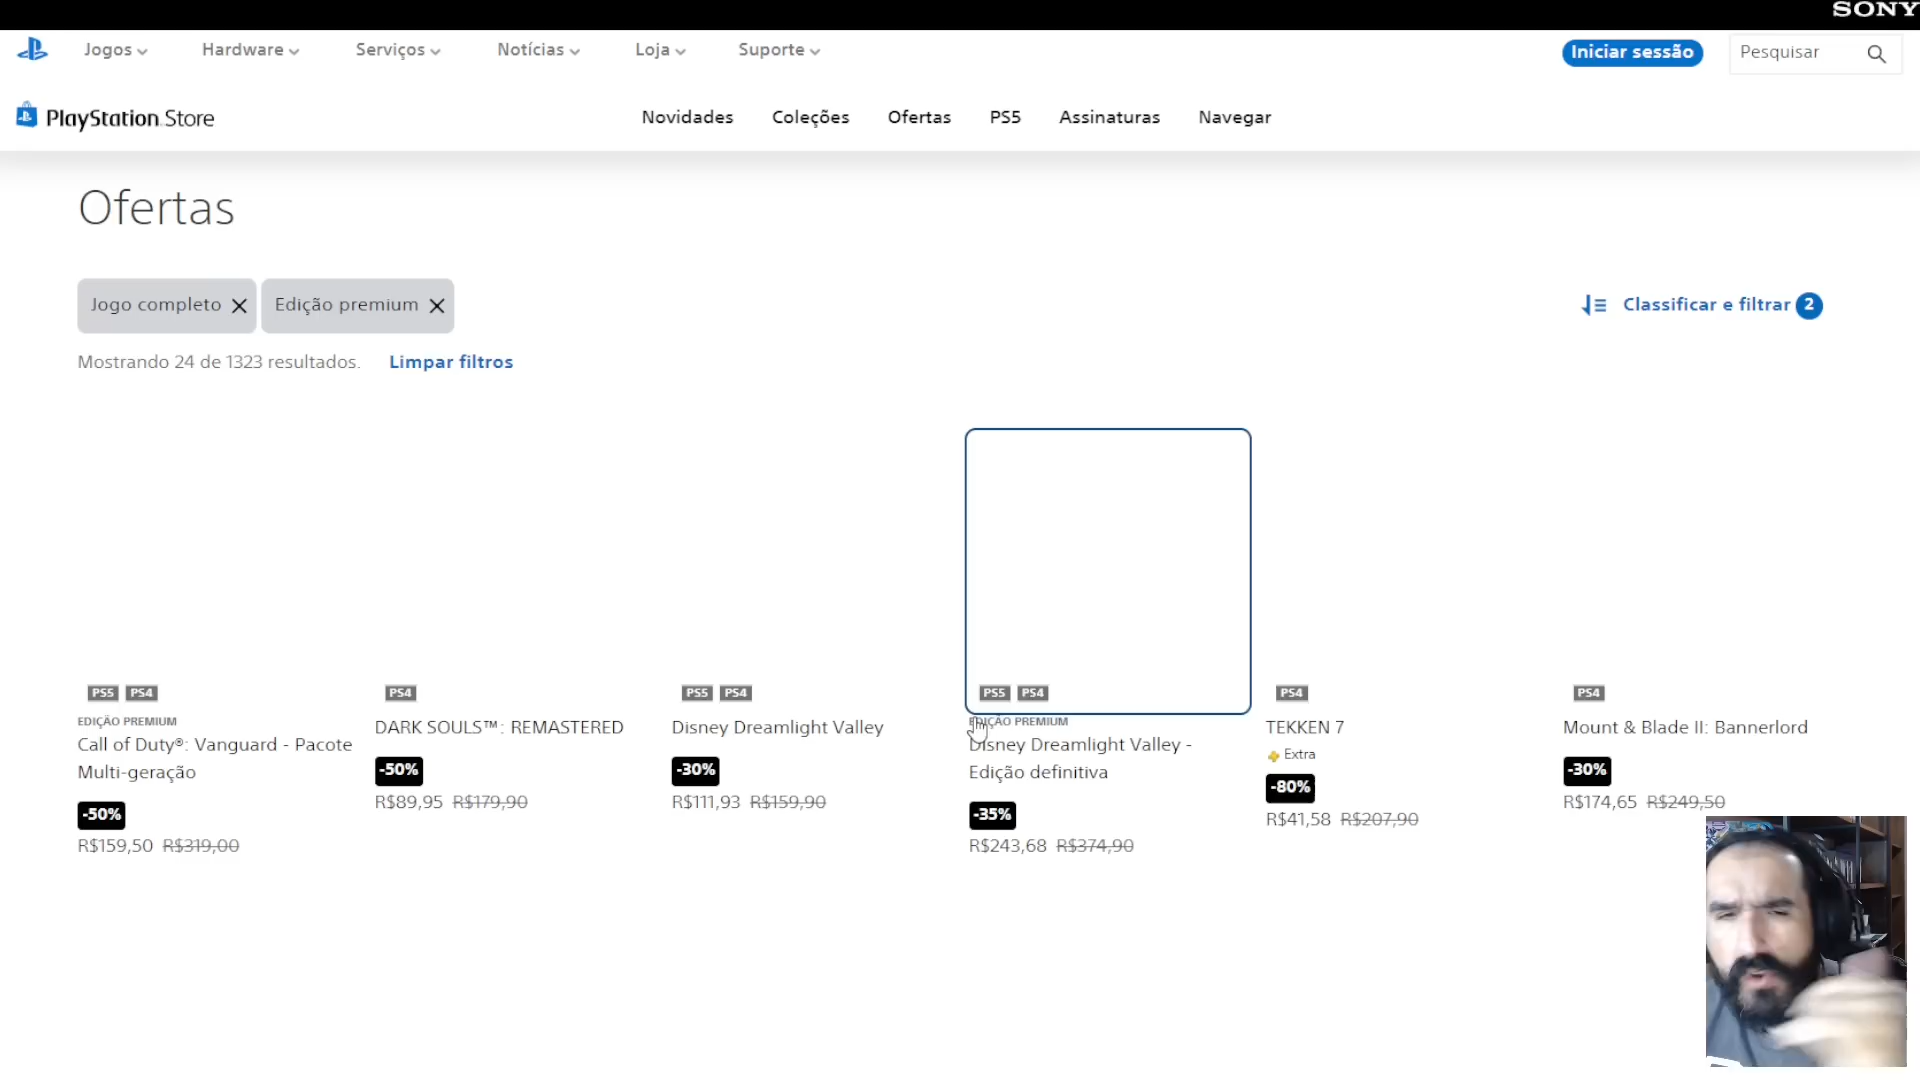 SONY
Jogos
Hardware
Serviços
Notícias
Loja
Suporte
Iniciar sessão
Pesquisar
PlayStation Store
Novidades
Coleções
Ofertas
PS5
Assinaturas
Navegar
Ofertas
Jogo completo
Edição premium
Classificar e filtrar 2
Mostrando 24 de 1323 resultados.
Limpar filtros
PS5 PS4
EDIÇÃO PREMIUM
Call of Duty®: Vanguard - Pacote
Multi-geração
-50%
R$159,50 R$319,00
PS4
DARK SOULS™: REMASTERED
-50%
R$89,95 R$179,90
PS5 PS4
Disney Dreamlight Valley
-30%
R$111,93 R$159,90
PS5 PS4
EDIÇÃO PREMIUM
Disney Dreamlight Valley -
Edição definitiva
-35%
R$243,68 R$374,90
PS4
TEKKEN 7
Extra
-80%
R$41,58 R$207,90
PS4
Mount & Blade II: Bannerlord
-30%
R$174,65 R$249,50